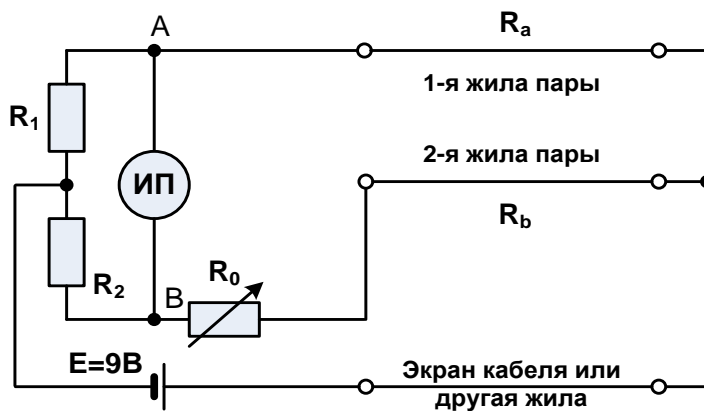 A
Rₐ
1-я жила пары
R₁
ИП
2-я жила пары
R_b
R₂
B
R₀
E=9В
Экран кабеля или
другая жила